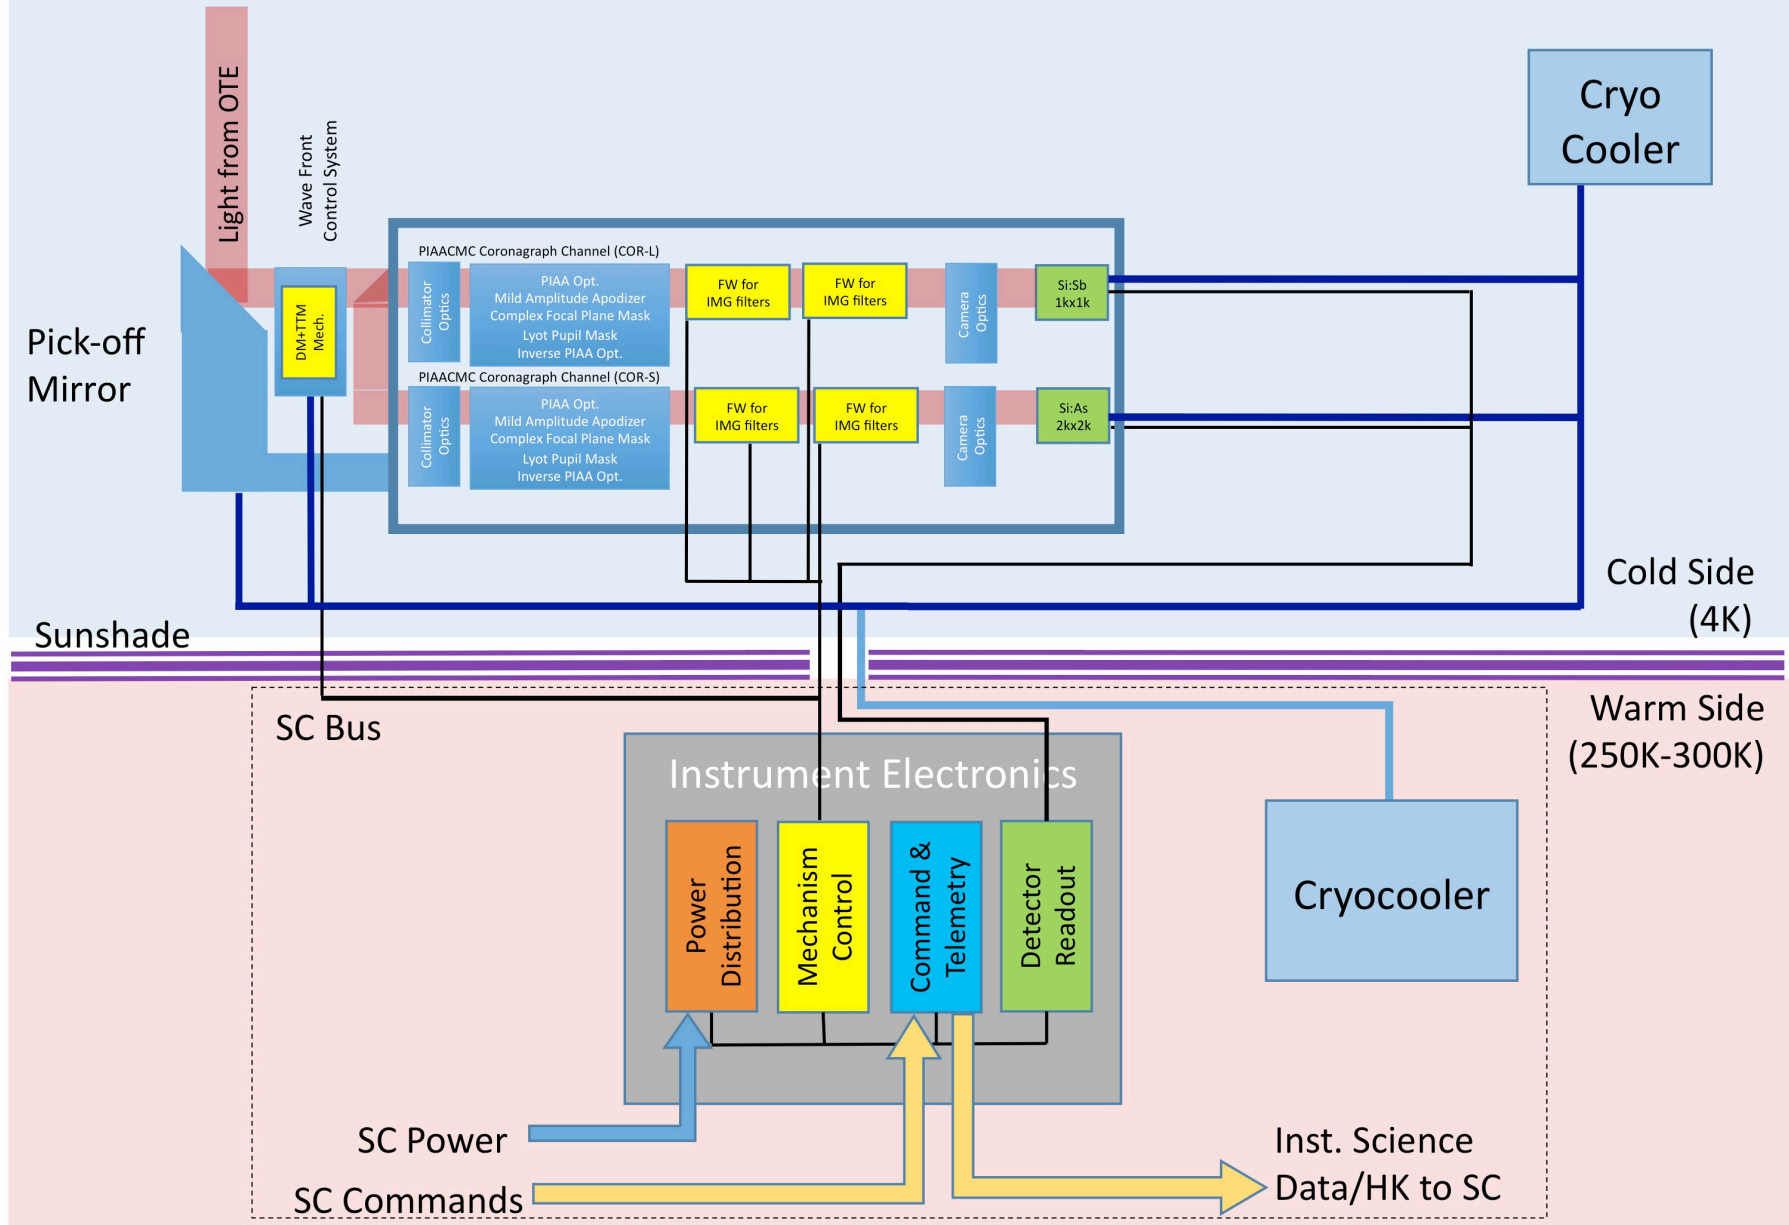 Light from OTE
Wave Front
Control System
Cryo
Cooler
Pick-off
Mirror
DM+TTM
Mech.
PIAACMC Coronagraph Channel (COR-L)
Collimator
Optics
PIAA Opt.
Mild Amplitude Apodizer
Complex Focal Plane Mask
Lyot Pupil Mask
Inverse PIAA Opt.
FW for
IMG filters
FW for
IMG filters
Camera
Optics
Si:Sb
1kx1k
PIAACMC Coronagraph Channel (COR-S)
Collimator
Optics
PIAA Opt.
Mild Amplitude Apodizer
Complex Focal Plane Mask
Lyot Pupil Mask
Inverse PIAA Opt.
FW for
IMG filters
FW for
IMG filters
Camera
Optics
Si:As
2kx2k
Cold Side
(4K)
Sunshade
Warm Side
(250K-300K)
SC Bus
Instrument Electronics
Power
Distribution
Mechanism
Control
Command &
Telemetry
Detector
Readout
Cryocooler
SC Power
SC Commands
Inst. Science
Data/HK to SC